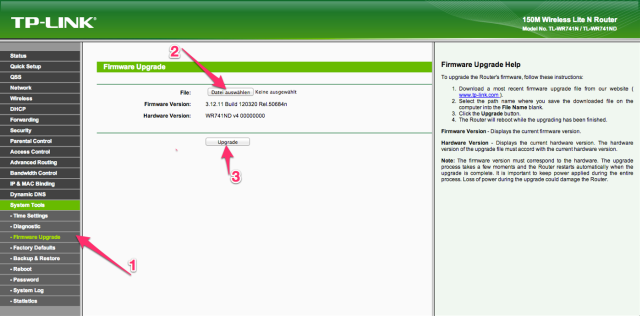 TP-LINK®
150M Wireless Lite N Router
Model No. TL-WR741N / TL-WR741ND
Status
Quick Setup
QSS
Network
Wireless
DHCP
Forwarding
Security
Parental Control
Access Control
Advanced Routing
Bandwidth Control
IP & MAC Binding
Dynamic DNS
System Tools
- Time Settings
- Diagnostic
- Firmware Upgrade
- Factory Defaults
- Backup & Restore
- Reboot
- Password
- System Log
- Statistics
1
2
Firmware Upgrade
File: Datei auswählen Keine ausgewählt
Firmware Version: 3.12.11 Build 120320 Rel.50684n
Hardware Version: WR741ND v4 00000000
Upgrade
3
Firmware Upgrade Help
To upgrade the Router's firmware, follow these instructions:
1. Download a most recent firmware upgrade file from our website (
www.tp-link.com ).
2. Select the path name where you save the downloaded file on
the computer into the File Name blank.
3. Click the Upgrade button.
4. The Router will reboot while the upgrading has been finished.
Firmware Version - Displays the current firmware version.
Hardware Version - Displays the current hardware version. The hardware
version of the upgrade file must accord with the current hardware version.
Note: The firmware version must correspond to the hardware. The upgrade
process takes a few moments and the Router restarts automatically when the
upgrade is complete. It is important to keep power applied during the entire
process. Loss of power during the upgrade could damage the Router.